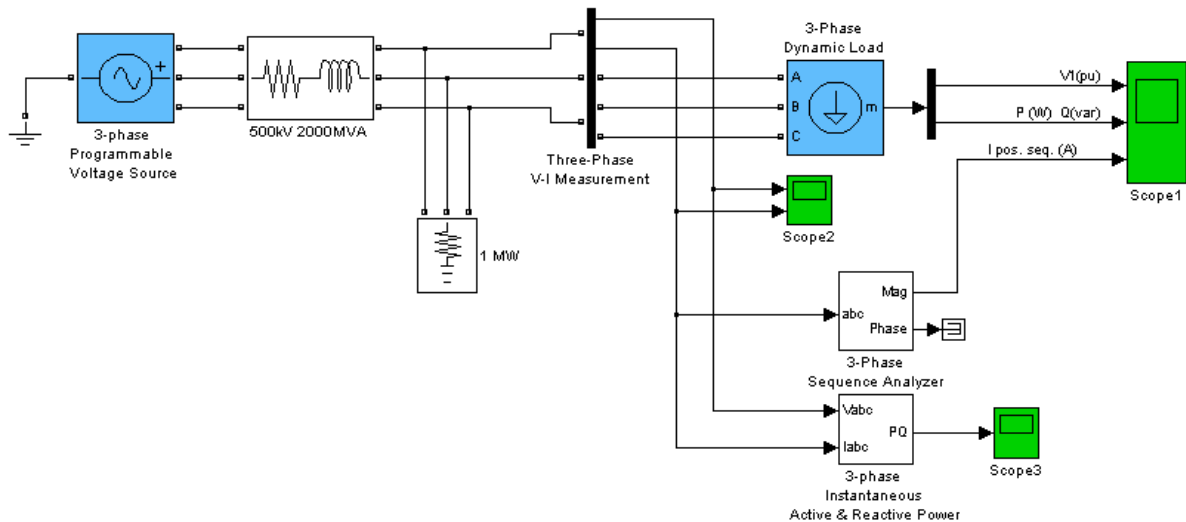 3-phase
Programmable
Voltage Source
500kV 2000MVA
1 MW
Three-Phase
V-I Measurement
3-Phase
Dynamic Load
A
B
C
m
V1(pu)
P (W)  Q(var)
I pos. seq. (A)
Scope1
Scope2
abc
Mag
Phase
3-Phase
Sequence Analyzer
Vabc
Iabc
PQ
3-phase
Instantaneous
Active & Reactive Power
Scope3